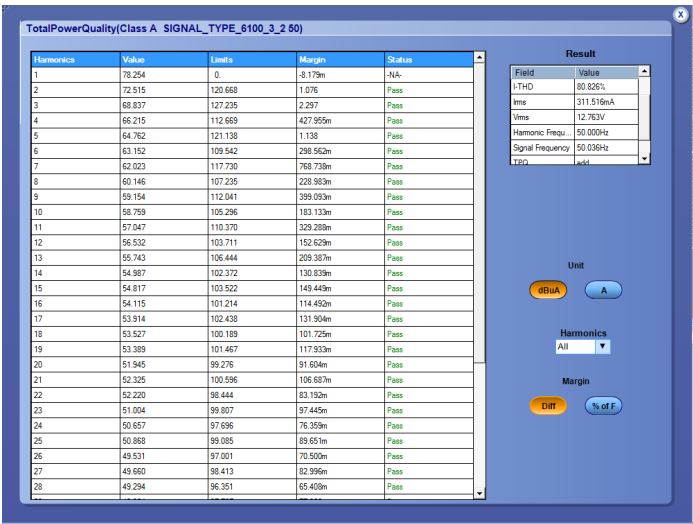 TotalPowerQuality(Class A SIGNAL_TYPE_6100_3_2 50)
X
Harmonics Value Limits Margin Status
1 78.254 0. -8.179m -NA-
2 72.515 120.668 1.076 Pass
3 68.837 127.235 2.297 Pass
4 66.215 112.669 427.955m Pass
5 64.762 121.138 1.138 Pass
6 63.152 109.542 298.562m Pass
7 62.023 117.730 768.738m Pass
8 60.146 107.235 228.983m Pass
9 59.154 112.041 399.093m Pass
10 58.759 105.296 183.133m Pass
11 57.047 110.370 329.288m Pass
12 56.532 103.711 152.629m Pass
13 55.743 106.444 209.387m Pass
14 54.987 102.372 130.839m Pass
15 54.817 103.522 149.449m Pass
16 54.115 101.214 114.492m Pass
17 53.914 102.438 131.904m Pass
18 53.527 100.189 101.725m Pass
19 53.389 101.467 117.933m Pass
20 51.945 99.276 91.604m Pass
21 52.325 100.596 106.687m Pass
22 52.220 98.444 83.192m Pass
23 51.004 99.807 97.445m Pass
24 50.657 97.696 76.359m Pass
25 50.868 99.085 89.651m Pass
26 49.531 97.001 70.500m Pass
27 49.660 98.413 82.996m Pass
28 49.294 96.351 65.408m Pass
Result
Field Value
I-THD 80.826%
Irms 311.516mA
Vrms 12.763V
Harmonic Frequ... 50.000Hz
Signal Frequency 50.036Hz
TPQ add
Unit
dBuA A
Harmonics
All
Margin
Diff % of F